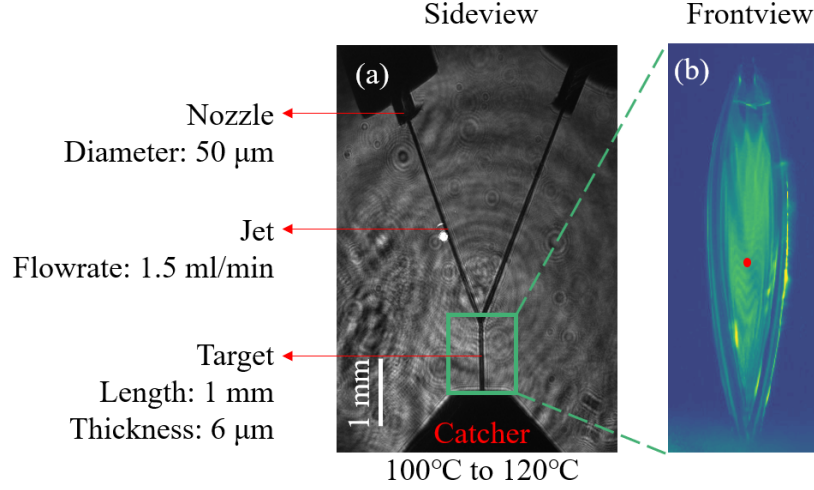 Sideview
Frontview
(a)
(b)
Nozzle
Diameter: 50 μm
Jet
Flowrate: 1.5 ml/min
Target
Length: 1 mm
Thickness: 6 μm
1 mm
Catcher
100℃ to 120℃